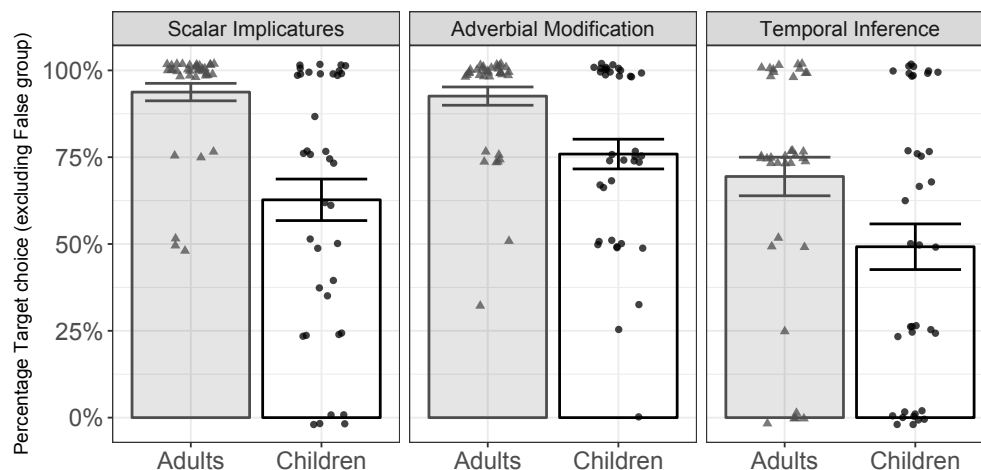 Scalar Implicatures
Adverbial Modification
Temporal Inference
Percentage Target choice (excluding False group)
100%
75%
50%
25%
0%
Adults
Children
Adults
Children
Adults
Children